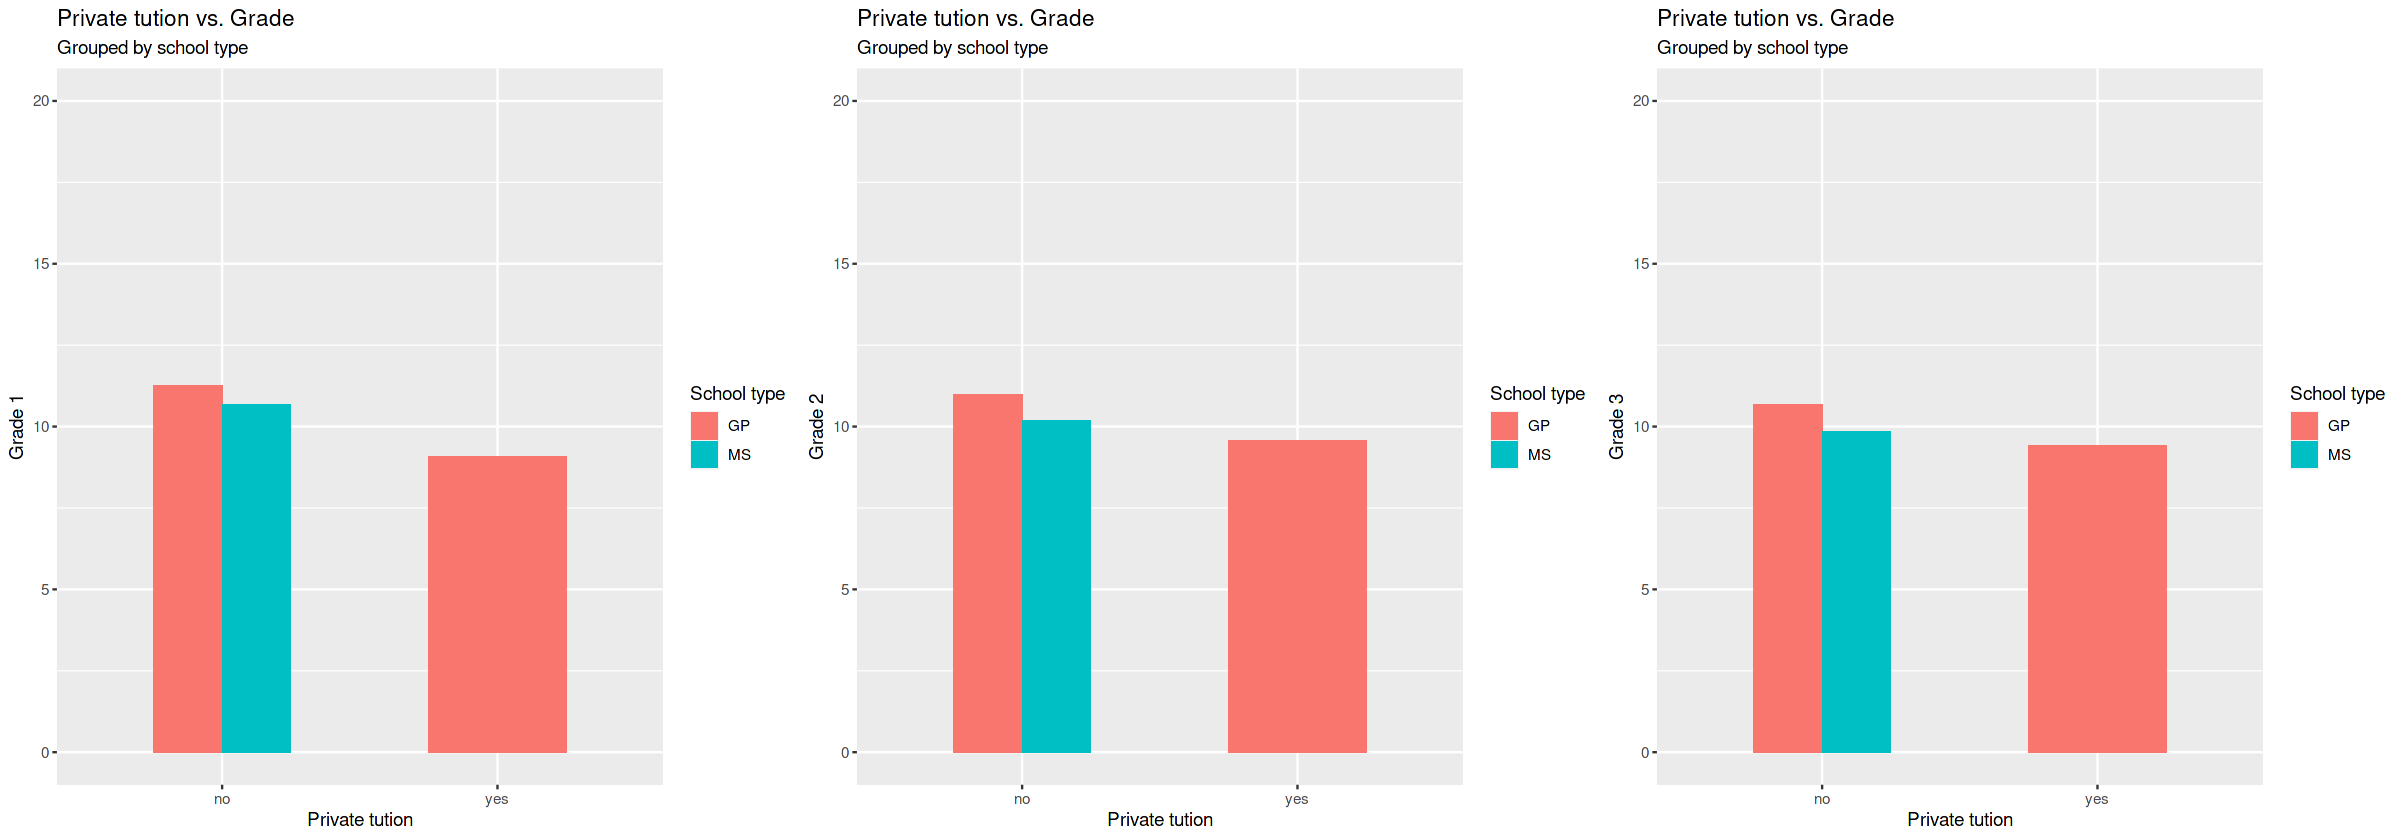 Private tution vs. Grade
Grouped by school type
20
15
10
5
0
Grade 1
no
yes
Private tution
School type
GP
MS
Private tution vs. Grade
Grouped by school type
20
15
10
5
0
Grade 2
no
yes
Private tution
School type
GP
MS
Private tution vs. Grade
Grouped by school type
20
15
10
5
0
Grade 3
no
yes
Private tution
School type
GP
MS